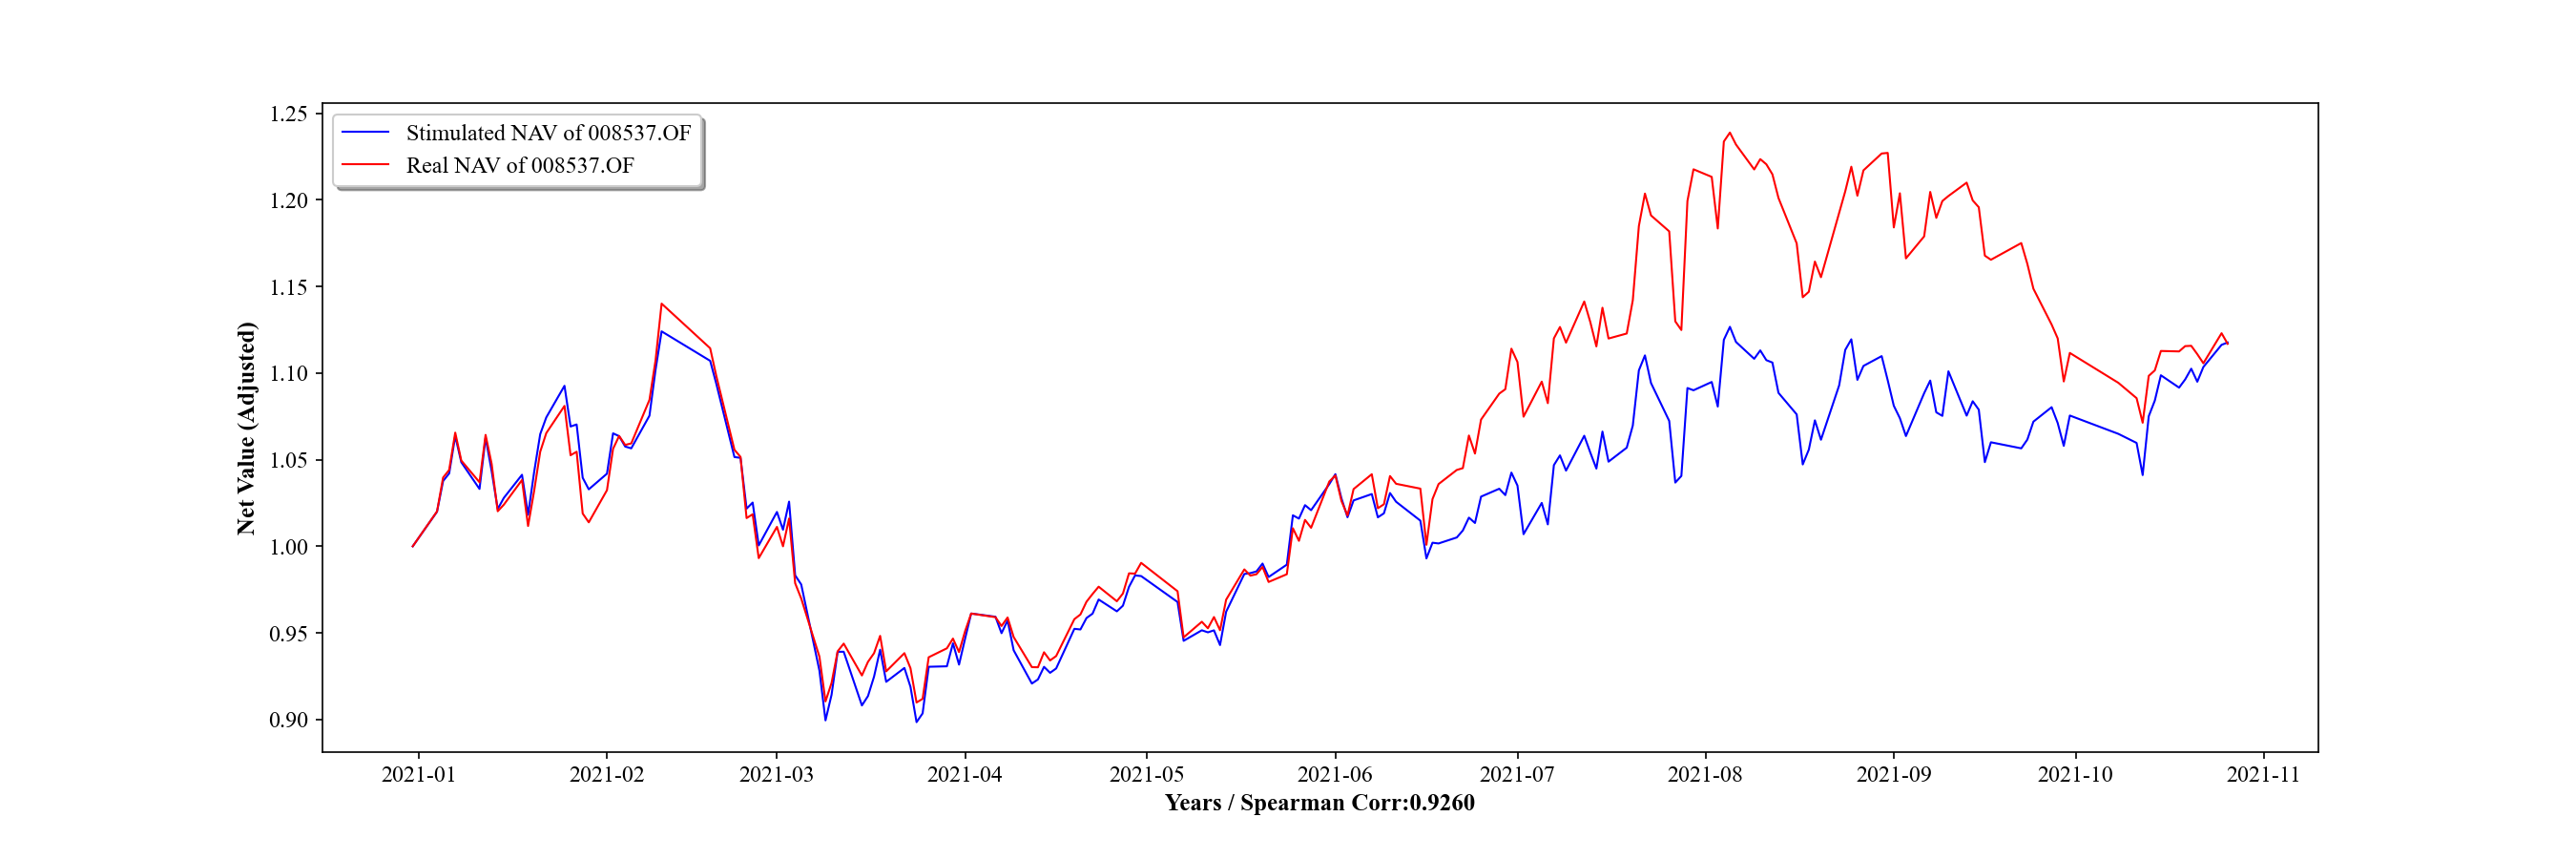 1.25
1.20
1.15
1.10
1.05
1.00
0.95
0.90
Net Value (Adjusted)
Stimulated NAV of 008537.OF
Real NAV of 008537.OF
2021-01 2021-02 2021-03 2021-04 2021-05 2021-06 2021-07 2021-08 2021-09 2021-10 2021-11
Years / Spearman Corr:0.9260